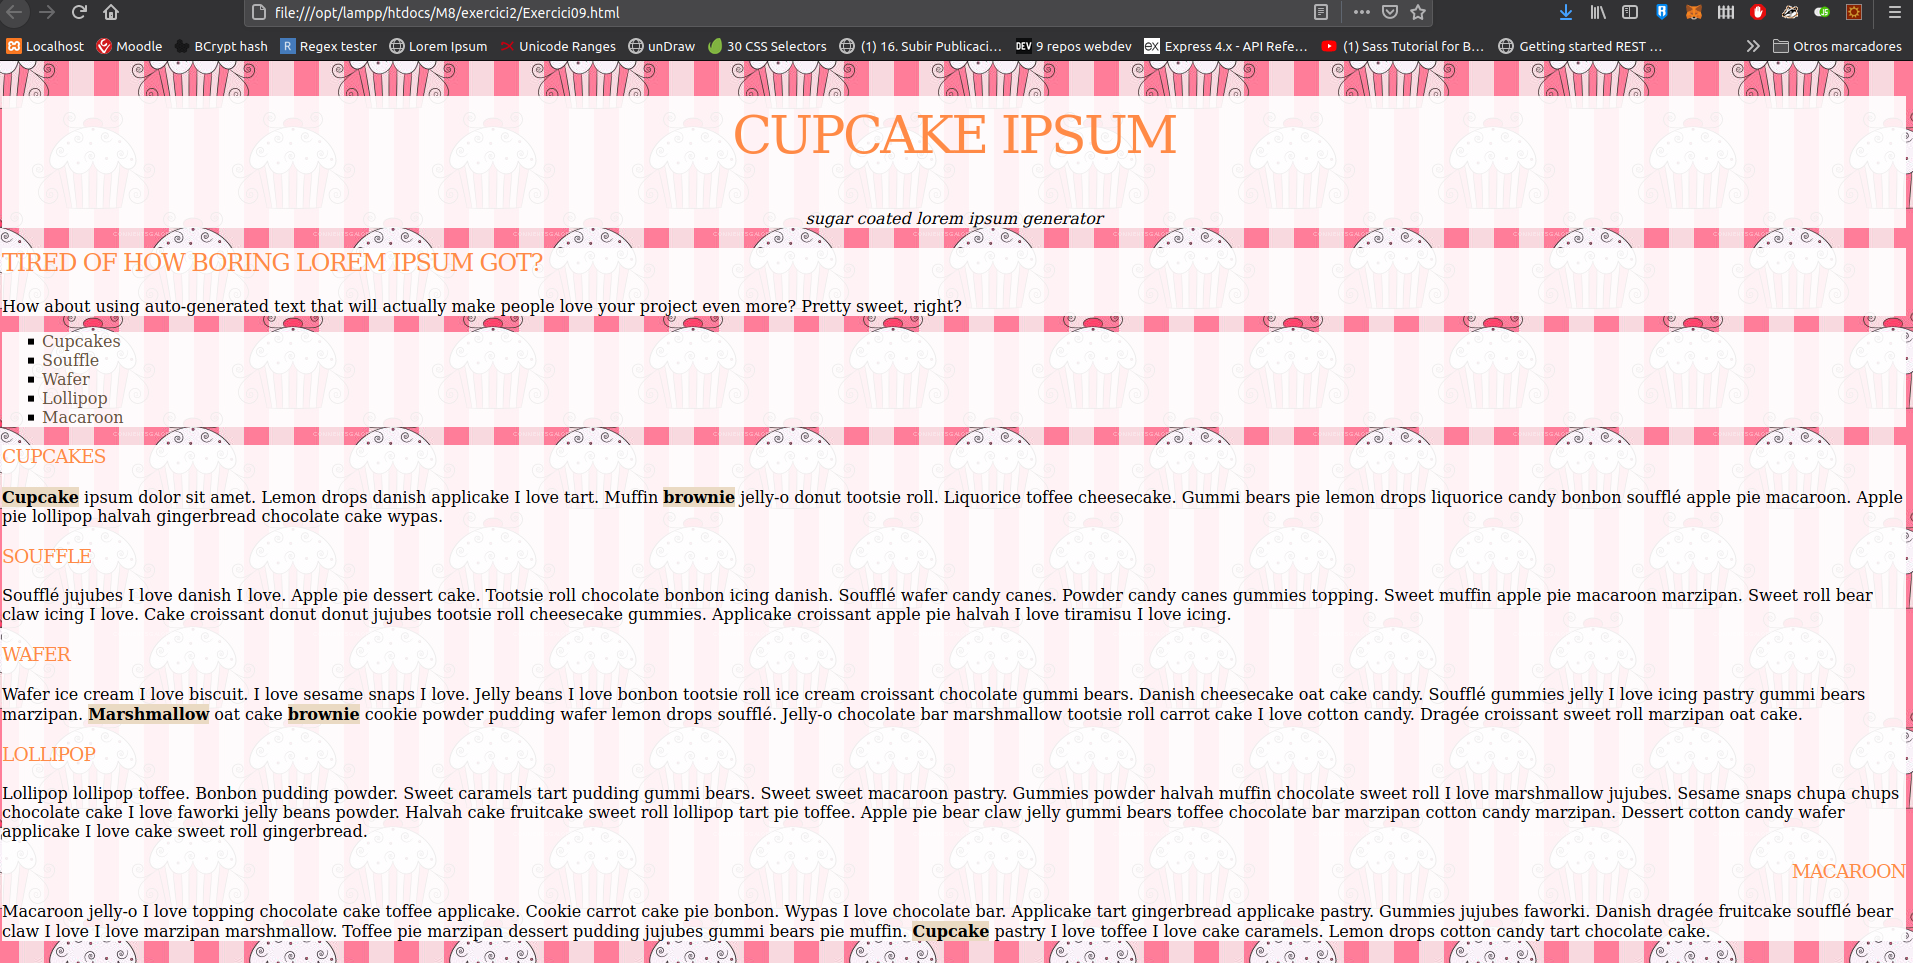 file:///opt/lampp/htdocs/M8/exercici2/Exercici09.html
Localhost Moodle BCrypt hash R Regex tester Lorem Ipsum Unicode Ranges unDraw 30 CSS Selectors (1) 16. Subir Publicaci… DEV 9 repos webdev ex Express 4.x - API Refe… (1) Sass Tutorial for B… Getting started REST … Otros marcadores
CUPCAKE IPSUM
sugar coated lorem ipsum generator
TIRED OF HOW BORING LOREM IPSUM GOT?
How about using auto-generated text that will actually make people love your project even more? Pretty sweet, right?
Cupcakes
Souffle
Wafer
Lollipop
Macaroon
CUPCAKES
Cupcake ipsum dolor sit amet. Lemon drops danish applicake I love tart. Muffin brownie jelly-o donut tootsie roll. Liquorice toffee cheesecake. Gummi bears pie lemon drops liquorice candy bonbon soufflé apple pie macaroon. Apple
pie lollipop halvah gingerbread chocolate cake wypas.
SOUFFLE
Soufflé jujubes I love danish I love. Apple pie dessert cake. Tootsie roll chocolate bonbon icing danish. Soufflé wafer candy canes. Powder candy canes gummies topping. Sweet muffin apple pie macaroon marzipan. Sweet roll bear
claw icing I love. Cake croissant donut donut jujubes tootsie roll cheesecake gummies. Applicake croissant apple pie halvah I love tiramisu I love icing.
WAFER
Wafer ice cream I love biscuit. I love sesame snaps I love. Jelly beans I love bonbon tootsie roll ice cream croissant chocolate gummi bears. Danish cheesecake oat cake candy. Soufflé gummies jelly I love icing pastry gummi bears
marzipan. Marshmallow oat cake brownie cookie powder pudding wafer lemon drops soufflé. Jelly-o chocolate bar marshmallow tootsie roll carrot cake I love cotton candy. Dragée croissant sweet roll marzipan oat cake.
LOLLIPOP
Lollipop lollipop toffee. Bonbon pudding powder. Sweet caramels tart pudding gummi bears. Sweet sweet macaroon pastry. Gummies powder halvah muffin chocolate sweet roll I love marshmallow jujubes. Sesame snaps chupa chups
chocolate cake I love faworki jelly beans powder. Halvah cake fruitcake sweet roll lollipop tart pie toffee. Apple pie bear claw jelly gummi bears toffee chocolate bar marzipan cotton candy marzipan. Dessert cotton candy wafer
applicake I love cake sweet roll gingerbread.
MACAROON
Macaroon jelly-o I love topping chocolate cake toffee applicake. Cookie carrot cake pie bonbon. Wypas I love chocolate bar. Applicake tart gingerbread applicake pastry. Gummies jujubes faworki. Danish dragée fruitcake soufflé bear
claw I love I love marzipan marshmallow. Toffee pie marzipan dessert pudding jujubes gummi bears pie muffin. Cupcake pastry I love toffee I love cake caramels. Lemon drops cotton candy tart chocolate cake.